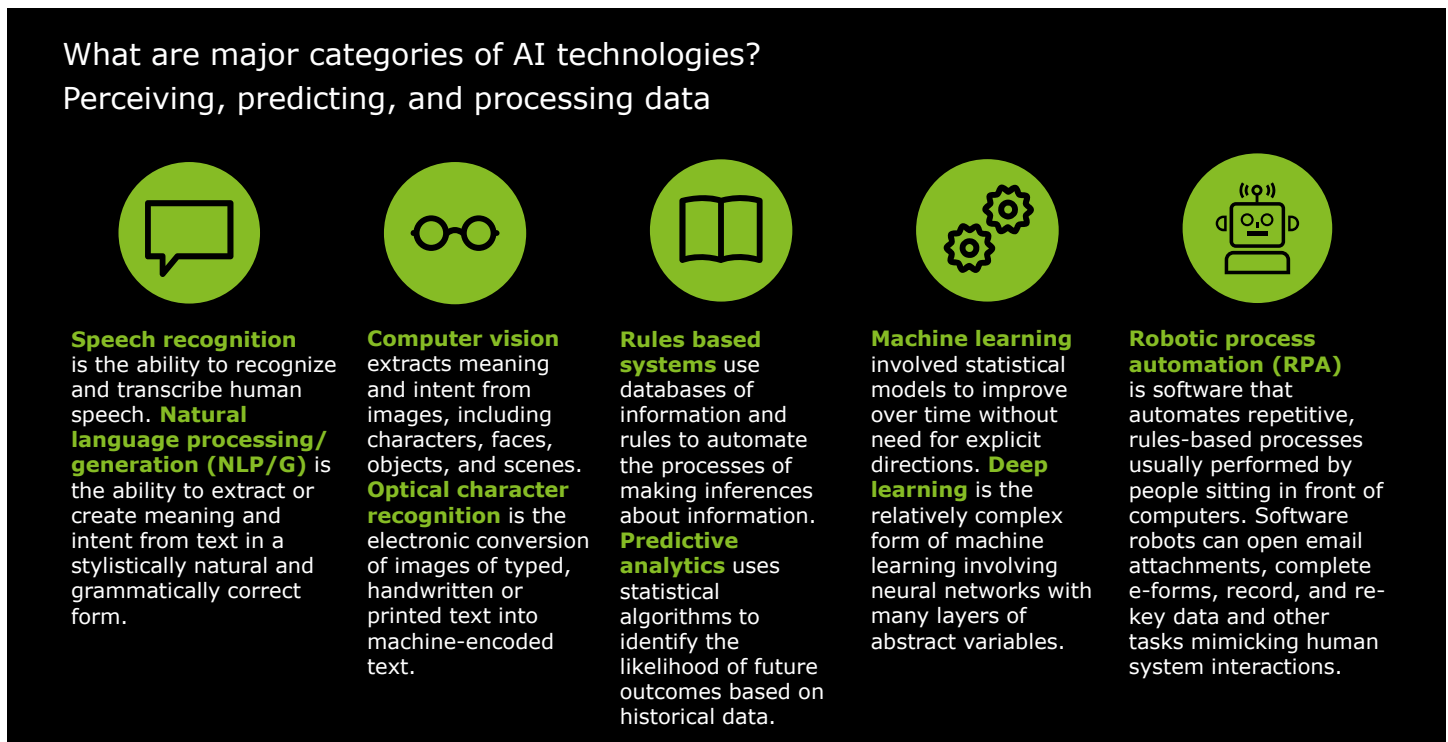 What are major categories of AI technologies?
Perceiving, predicting, and processing data
Speech recognition
is the ability to recognize
and transcribe human
speech. Natural
language processing/
generation (NLP/G) is
the ability to extract or
create meaning and
intent from text in a
stylistically natural and
grammatically correct
form.
Computer vision
extracts meaning
and intent from
images, including
characters, faces,
objects, and scenes.
Optical character
recognition is the
electronic conversion
of images of typed,
handwritten or
printed text into
machine-encoded
text.
Rules based
systems use
databases of
information and
rules to automate
the processes of
making inferences
about information.
Predictive
analytics uses
statistical
algorithms to
identify the
likelihood of future
outcomes based on
historical data.
Machine learning
involved statistical
models to improve
over time without
need for explicit
directions. Deep
learning is the
relatively complex
form of machine
learning involving
neural networks with
many layers of
abstract variables.
Robotic process
automation (RPA)
is software that
automates repetitive,
rules-based processes
usually performed by
people sitting in front of
computers. Software
robots can open email
attachments, complete
e-forms, record, and re-
key data and other
tasks mimicking human
system interactions.